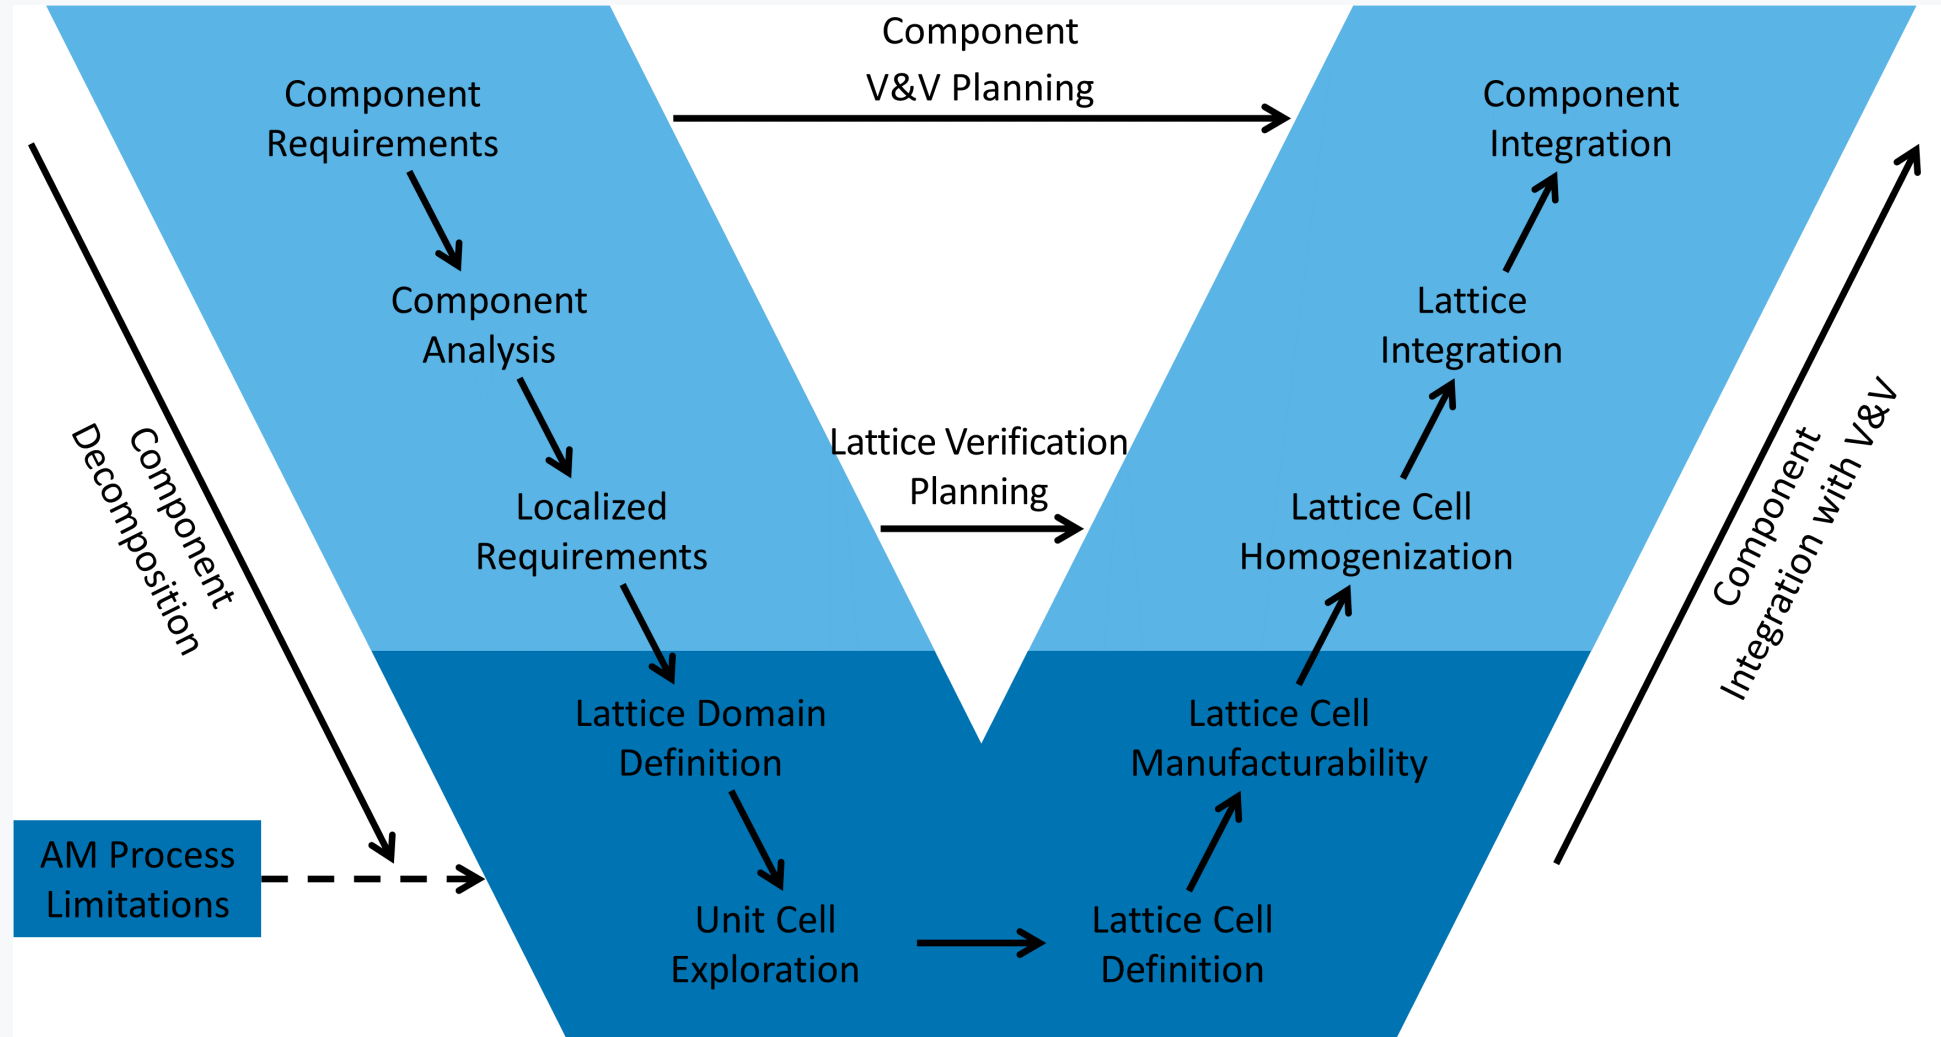 Component
V&V Planning
Component
Requirements
Component
Integration
Component
Analysis
Lattice
Integration
Component
Decomposition
Lattice Verification
Planning
Component
Integration with V&V
Localized
Requirements
Lattice Cell
Homogenization
Lattice Domain
Definition
Lattice Cell
Manufacturability
AM Process
Limitations
Unit Cell
Exploration
Lattice Cell
Definition